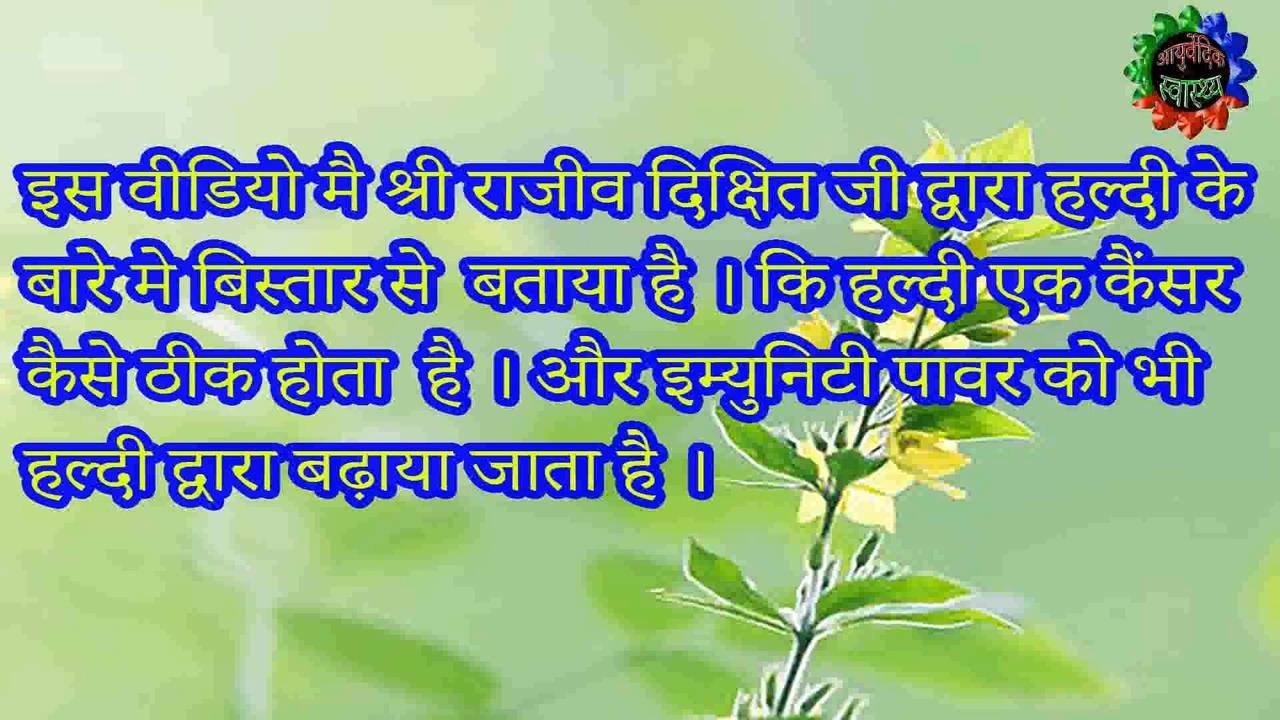 आयुर्वेदिक
स्वास्थ्य
इस वीडियो मै श्री राजीव दिक्षित जी द्वारा हल्दी के
बारे मे बिस्तार से बताया है । कि हल्दी एक कैंसर
कैसे ठीक होता है । और इम्युनिटी पावर को भी
हल्दी द्वारा बढ़ाया जाता है ।